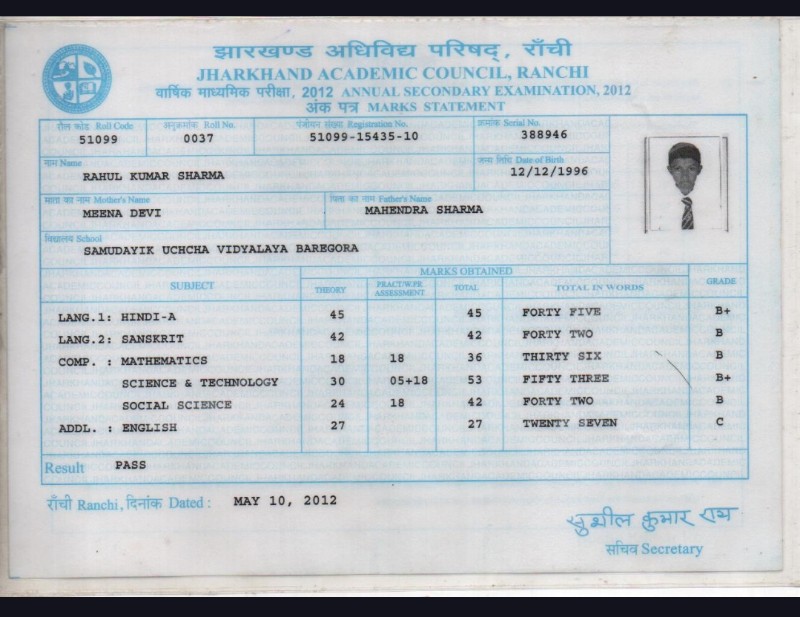 झारखण्ड अधिविद्य परिषद्, राँची
JHARKHAND ACADEMIC COUNCIL, RANCHI
वार्षिक माध्यमिक परीक्षा, 2012 ANNUAL SECONDARY EXAMINATION, 2012
अंक पत्र MARKS STATEMENT
रौल कोड Roll Code अनुक्रमांक Roll No. पंजीयन संख्या Registration No. क्रमांक Serial No.
51099 0037 51099-15435-10 388946
नाम Name जन्म तिथि Date of Birth
RAHUL KUMAR SHARMA 12/12/1996
माता का नाम Mother's Name पिता का नाम Father's Name
MEENA DEVI MAHENDRA SHARMA
विद्यालय School
SAMUDAYIK UCHCHA VIDYALAYA BAREGORA
MARKS OBTAINED
SUBJECT THEORY PRACT/W.PR ASSESSMENT TOTAL TOTAL IN WORDS GRADE
LANG.1: HINDI-A 45 45 FORTY FIVE B+
LANG.2: SANSKRIT 42 42 FORTY TWO B
COMP. : MATHEMATICS 18 18 36 THIRTY SIX B
SCIENCE & TECHNOLOGY 30 05+18 53 FIFTY THREE B+
SOCIAL SCIENCE 24 18 42 FORTY TWO B
ADDL. : ENGLISH 27 27 TWENTY SEVEN C
Result PASS
राँची Ranchi, दिनांक Dated : MAY 10, 2012
सुशील कुमार राय
सचिव Secretary